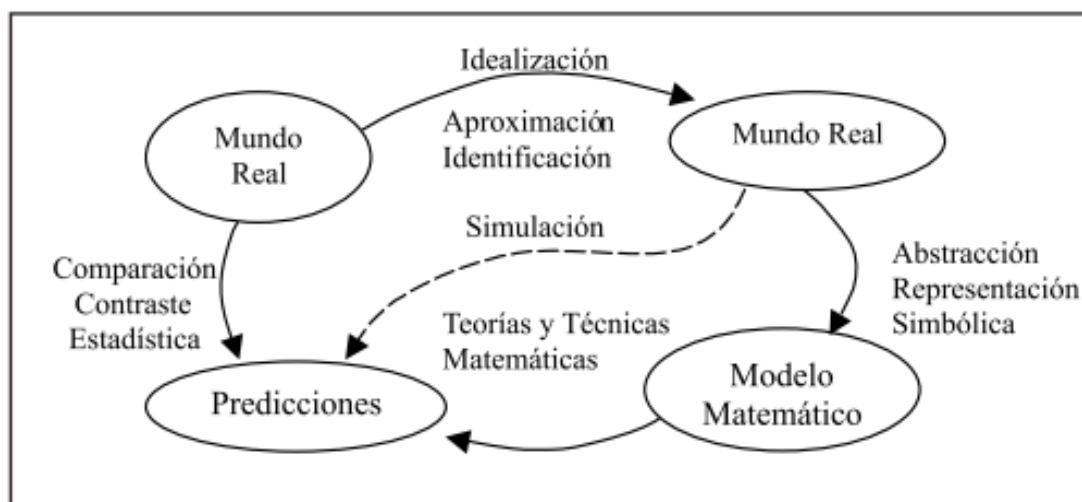 Idealización
Mundo
Real
Aproximación
Identificación
Mundo Real
Simulación
Comparación
Contraste
Estadística
Abstracción
Representación
Simbólica
Teorías y Técnicas
Matemáticas
Predicciones
Modelo
Matemático